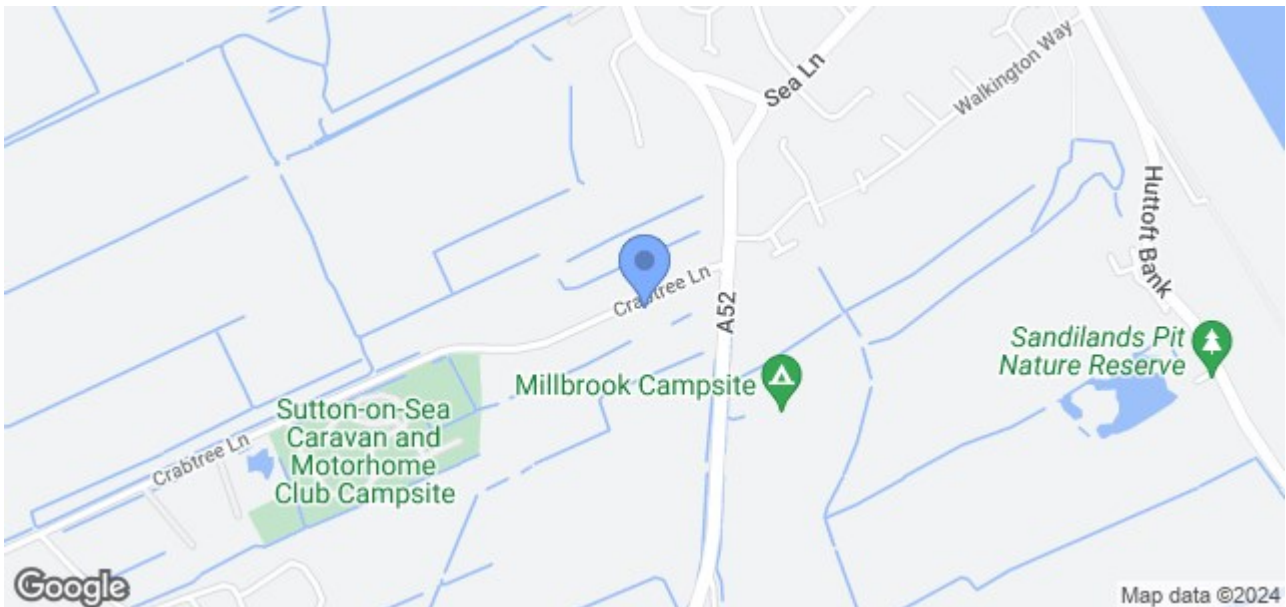 Sea Ln
Walkington Way
Huttoft Bank
Crabtree Ln
A52
Sandilands Pit
Nature Reserve
Millbrook Campsite
Sutton-on-Sea
Caravan and
Motorhome
Club Campsite
Crabtree Ln
Google
Map data ©2024